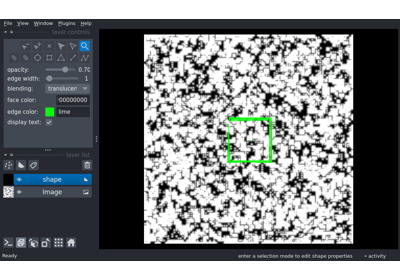 File View Window Plugins Help
layer controls
opacity: 0.70
edge width: 1
blending: translucen
face color: 00000000
edge color: lime
display text:
layer list
shape
Image
Ready enter a selection mode to edit shape properties activity